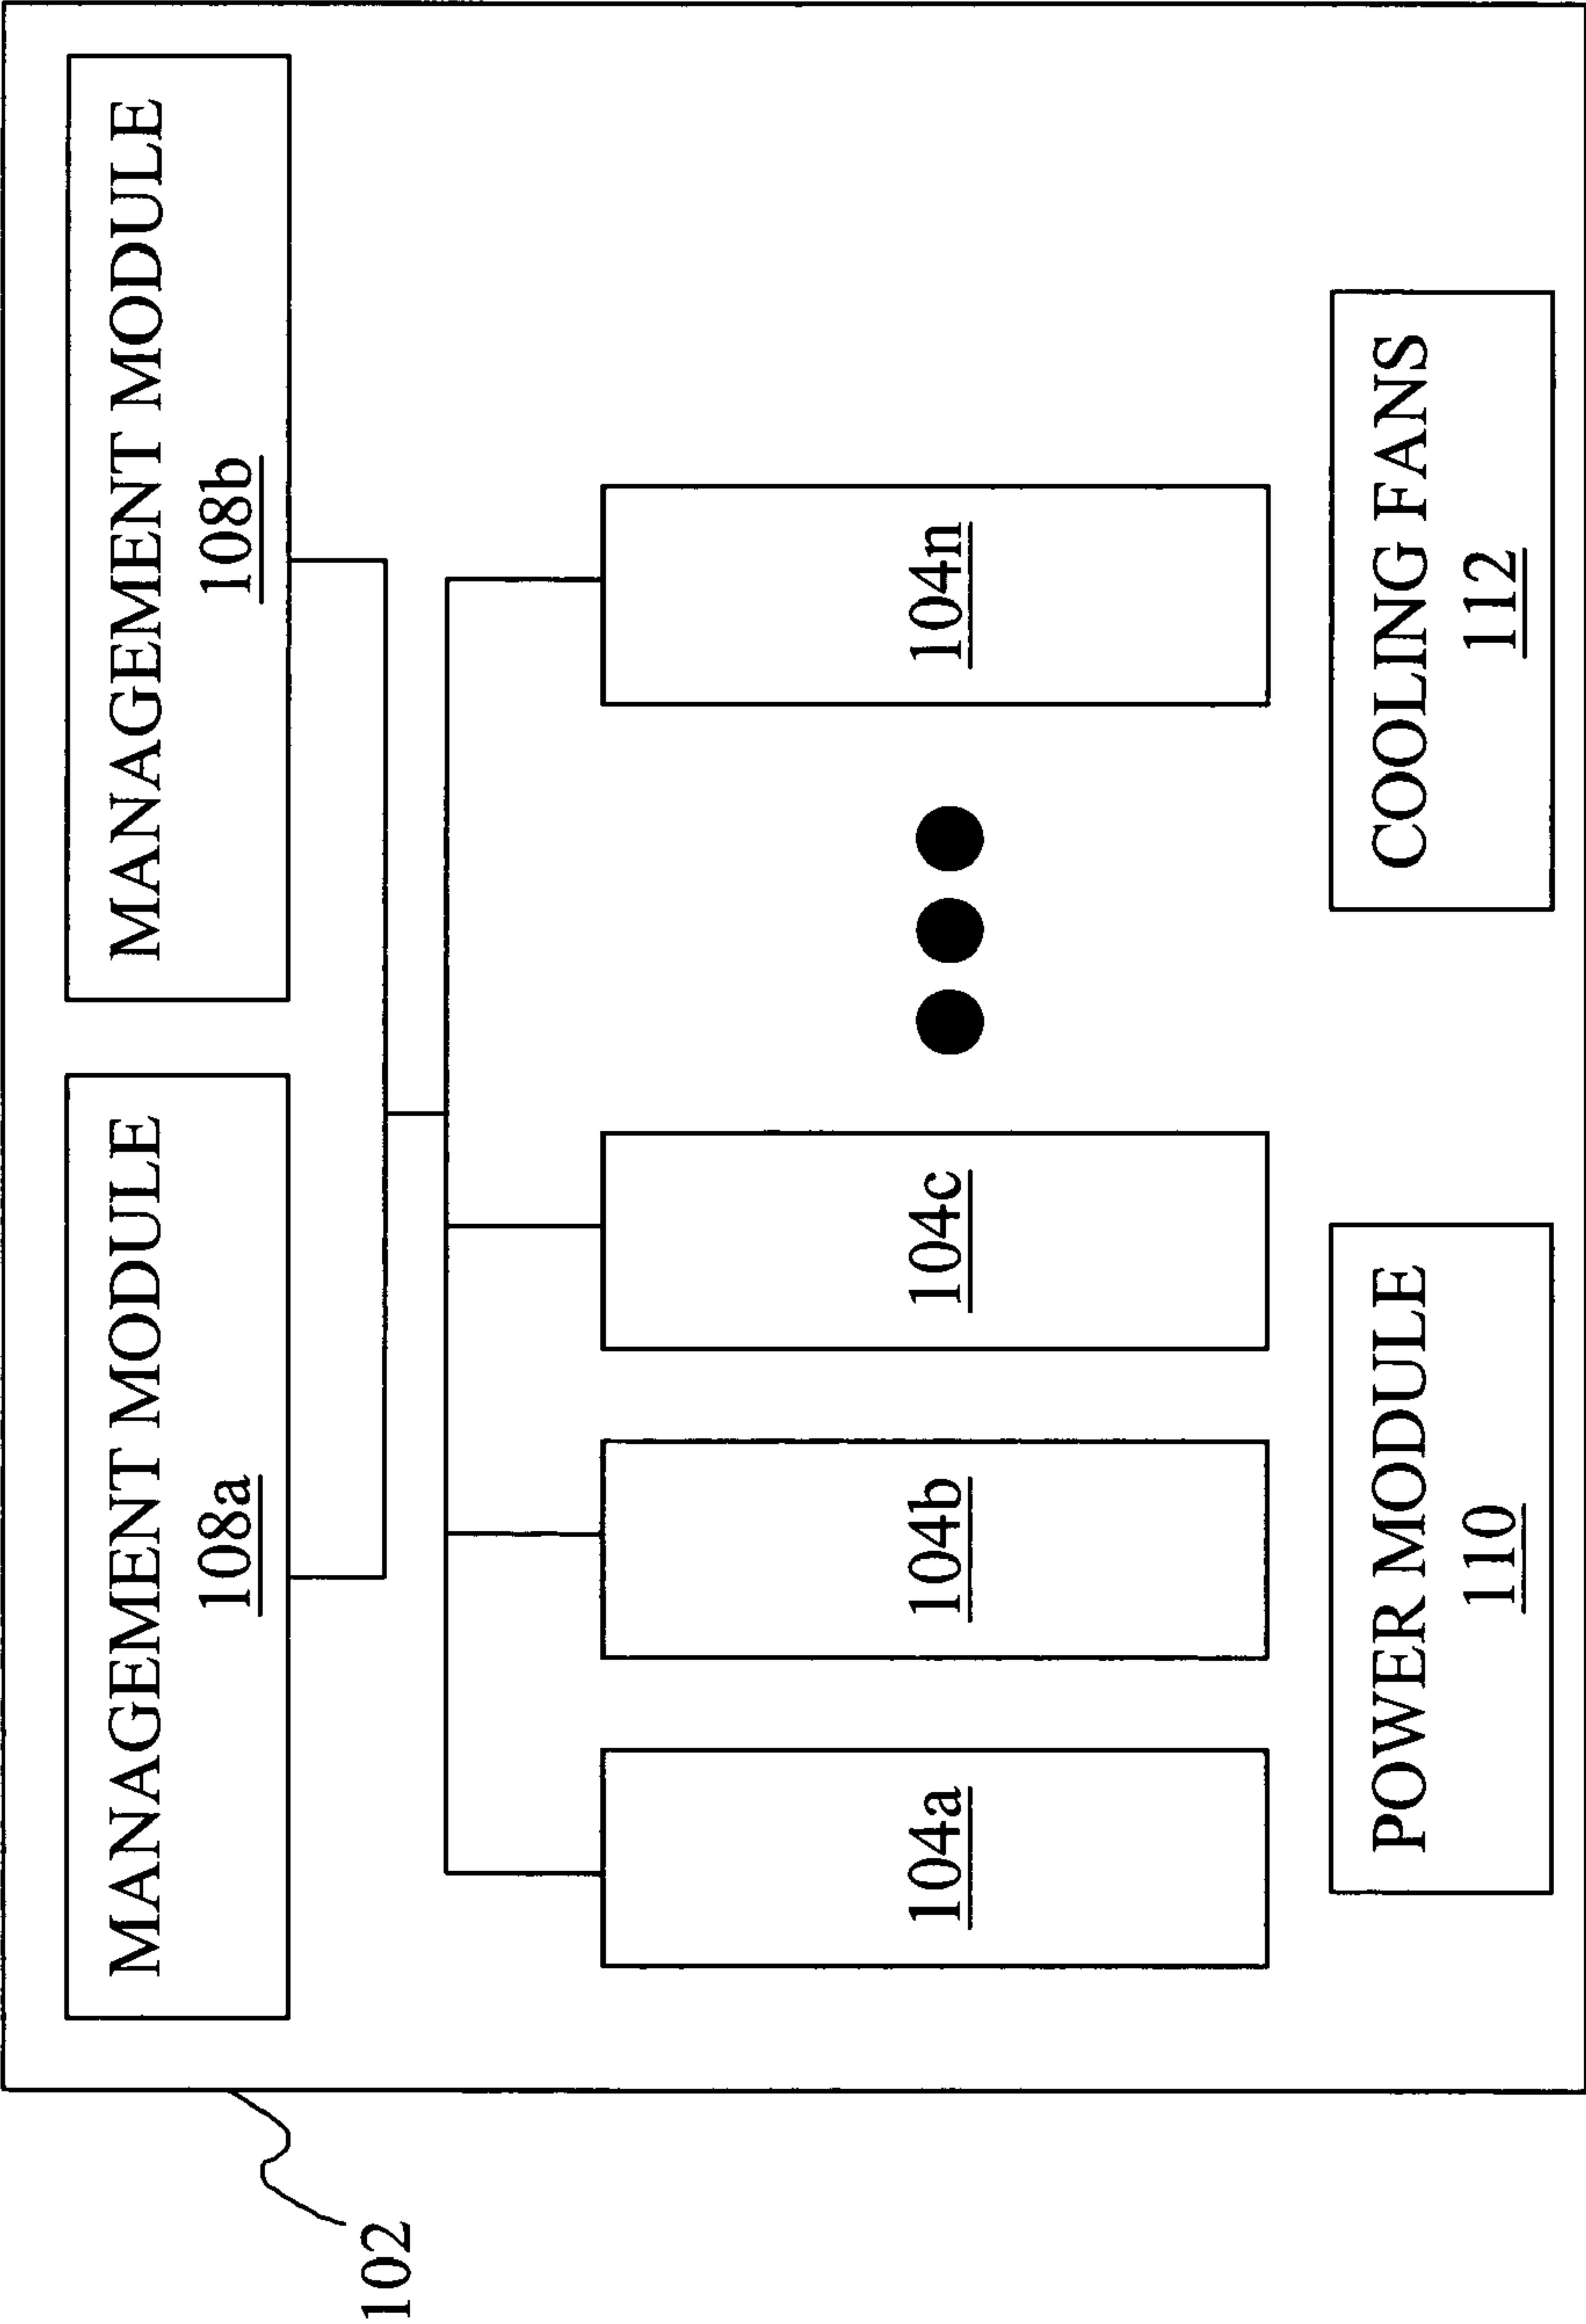 MANAGEMENT MODULE
108a
MANAGEMENT MODULE
108b
104a
104b
104c
104n
POWER MODULE
110
COOLING FANS
112
102